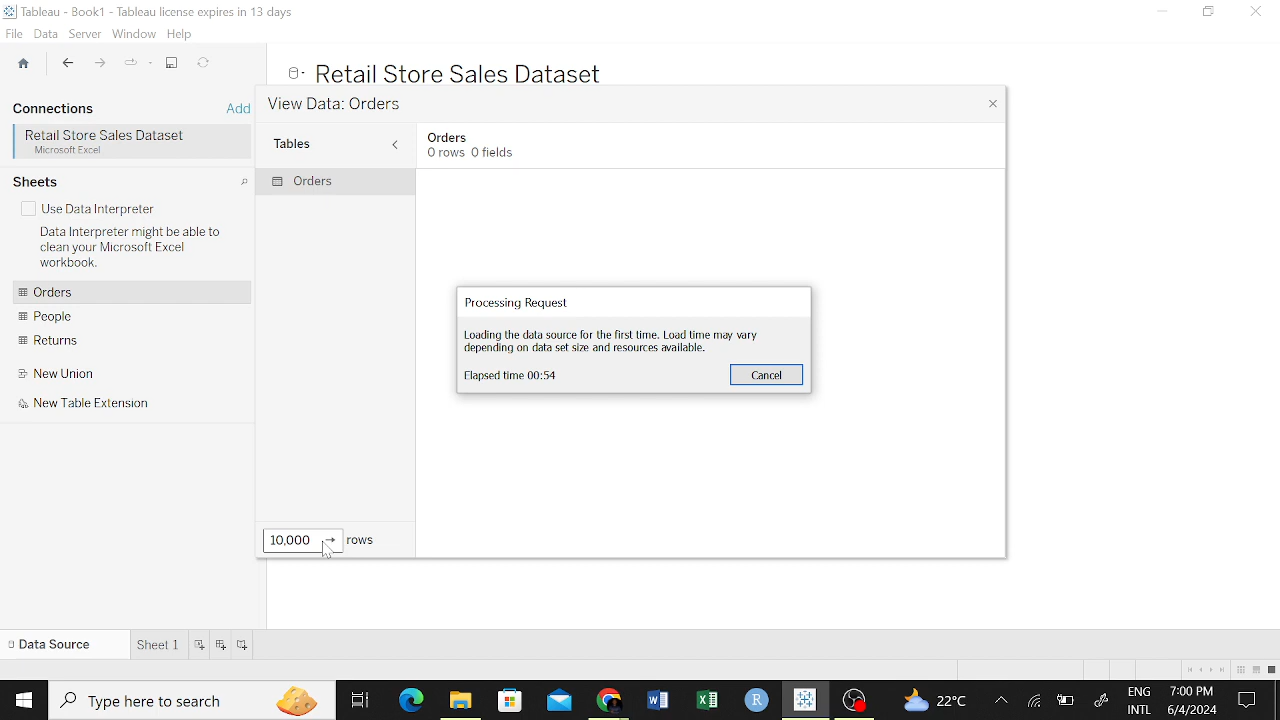 Tableau - Book1 - Tableau license expires in 13 days
File Data Server Window Help
Retail Store Sales Dataset
Connections Add
Retail Store Sales Dataset
Microsoft Excel
Sheets
Use Data Interpreter
Data Interpreter might be able to
clean your Microsoft Excel
workbook.
Orders
People
Returns
New Union
New Table Extension
View Data: Orders
Tables
Orders
Orders
0 rows 0 fields
Processing Request
Loading the data source for the first time. Load time may vary
depending on data set size and resources available.
Elapsed time 00:54 Cancel
10,000 → rows
Data Source Sheet 1
Type here to search
22°C
ENG
INTL
7:00 PM
6/4/2024